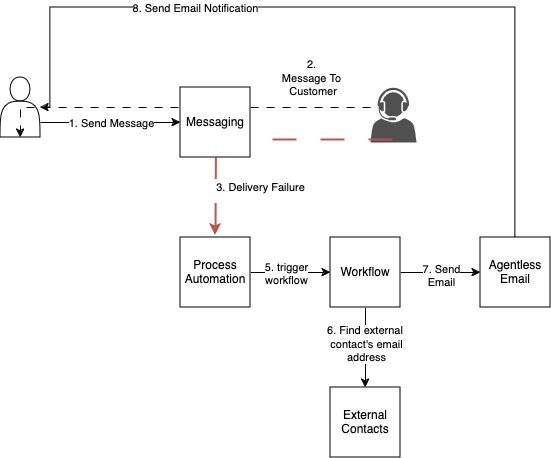 8. Send Email Notification
2.
Message To
Customer
1. Send Message
Messaging
3. Delivery Failure
Process
Automation
5. trigger
workflow
Workflow
7. Send
Email
Agentless
Email
6. Find external
contact's email
address
External
Contacts